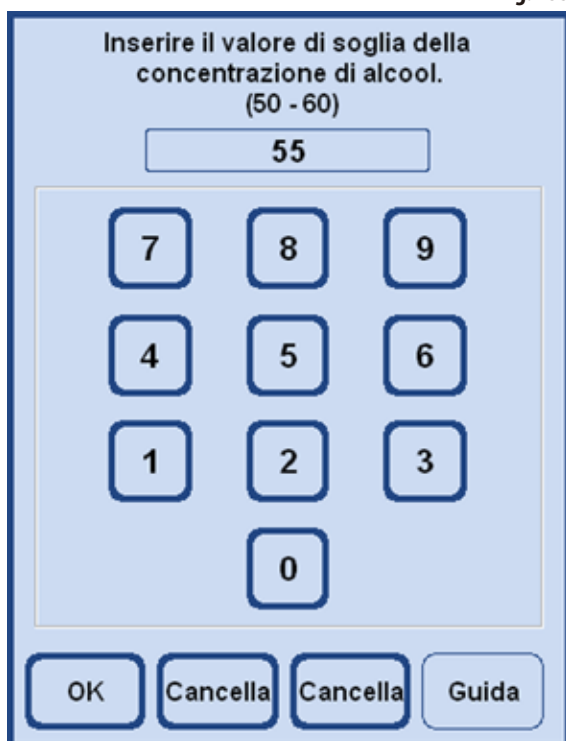 Inserire il valore di soglia della
concentrazione di alcool.
(50 - 60)
55
7 8 9
4 5 6
1 2 3
0
OK Cancella Cancella Guida